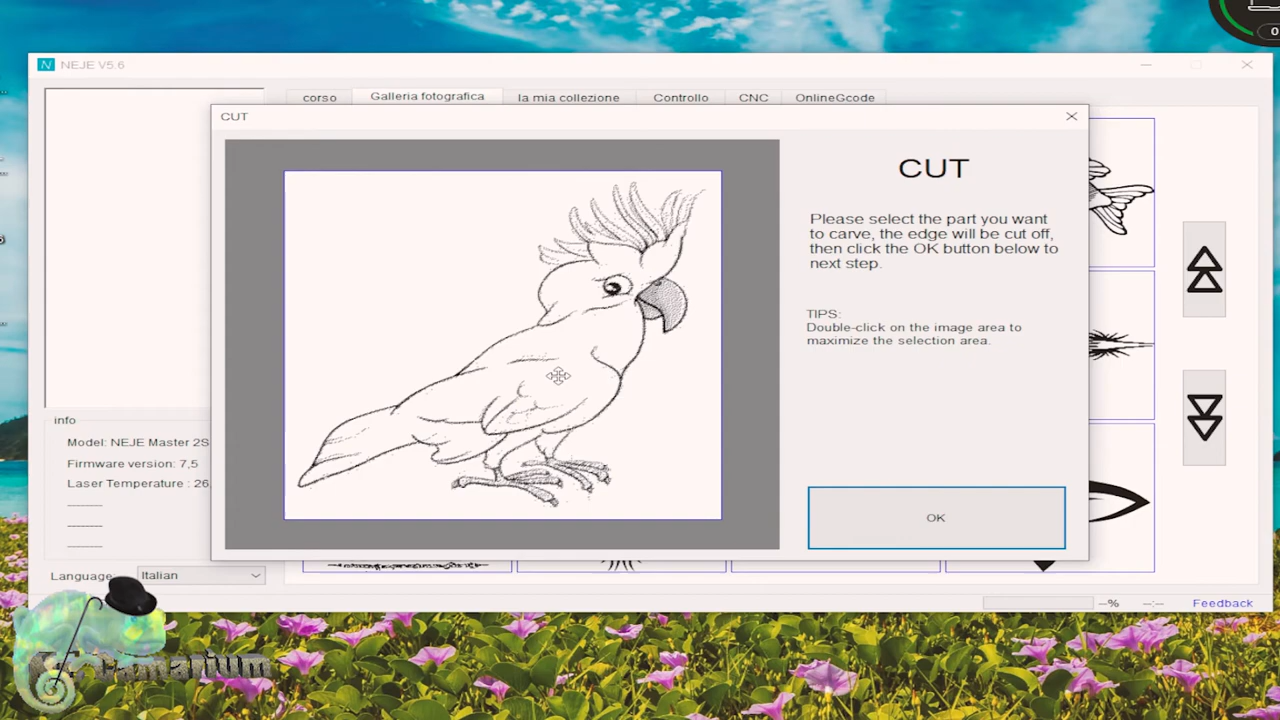 0
NEJE V5.6
corso
Galleria fotografica
la mia collezione
Controllo
CNC
OnlineGcode
CUT
CUT
Please select the part you want
to carve, the edge will be cut off,
then click the OK button below to
next step.
TIPS:
Double-click on the image area to
maximize the selection area.
OK
info
Model: NEJE Master 2S
Firmware version: 7,5
Laser Temperature : 26,
Language:
Italian
--%
--:--
Feedback